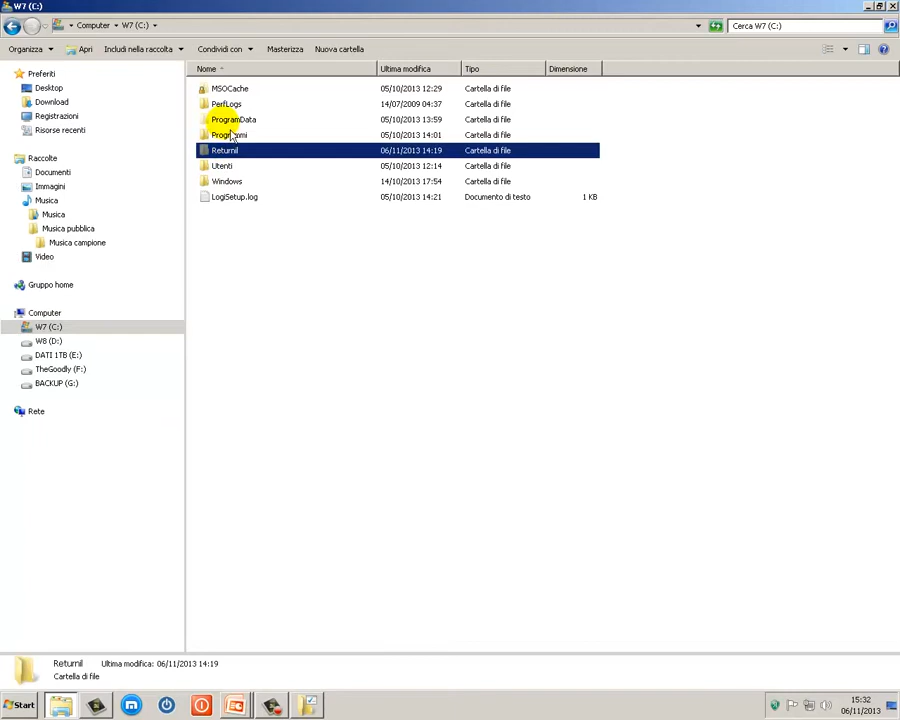 W7 (C:)
Computer W7 (C:)
Cerca W7 (C:)
Organizza Apri Includi nella raccolta Condividi con Masterizza Nuova cartella
Preferiti
Desktop
Download
Registrazioni
Risorse recenti
Raccolte
Documenti
Immagini
Musica
Musica
Musica pubblica
Musica campione
Video
Gruppo home
Computer
W7 (C:)
W8 (D:)
DATI 1TB (E:)
TheGoodly (F:)
BACKUP (G:)
Rete
Nome Ultima modifica Tipo Dimensione
MSOCache 05/10/2013 12:29 Cartella di file
PerfLogs 14/07/2009 04:37 Cartella di file
ProgramData 05/10/2013 13:59 Cartella di file
Programmi 05/10/2013 14:01 Cartella di file
Returnil 06/11/2013 14:19 Cartella di file
Utenti 05/10/2013 12:14 Cartella di file
Windows 14/10/2013 17:54 Cartella di file
LogiSetup.log 05/10/2013 14:21 Documento di testo 1 KB
Returnil Ultima modifica: 06/11/2013 14:19
Cartella di file
Start
15:32
06/11/2013